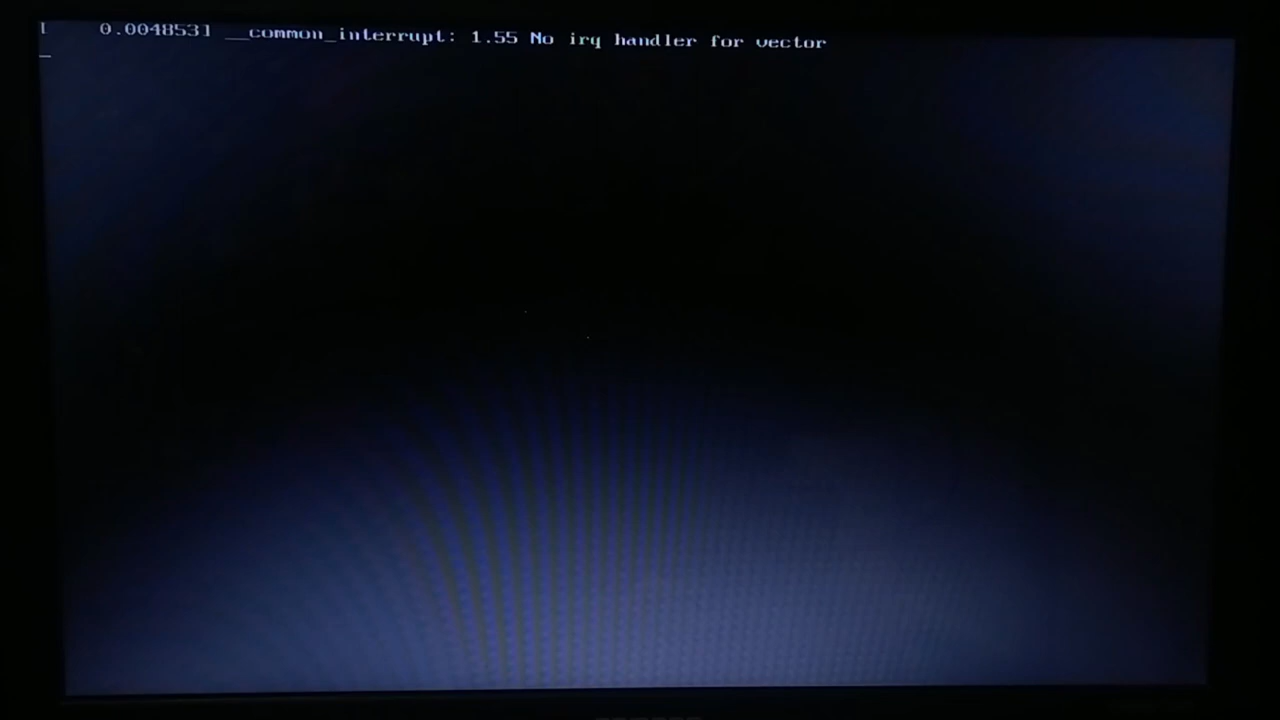 [    0.004853] __common_interrupt: 1.55 No irq handler for vector
_